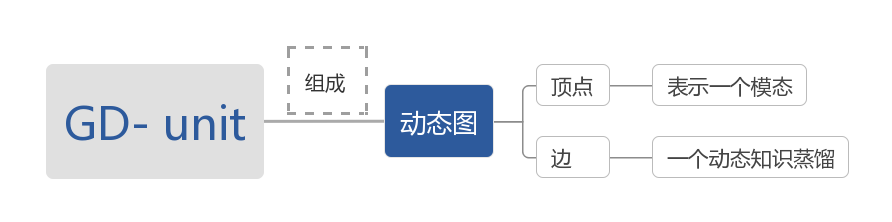 组成
GD- unit
动态图
顶点
表示一个模态
边
一个动态知识蒸馏